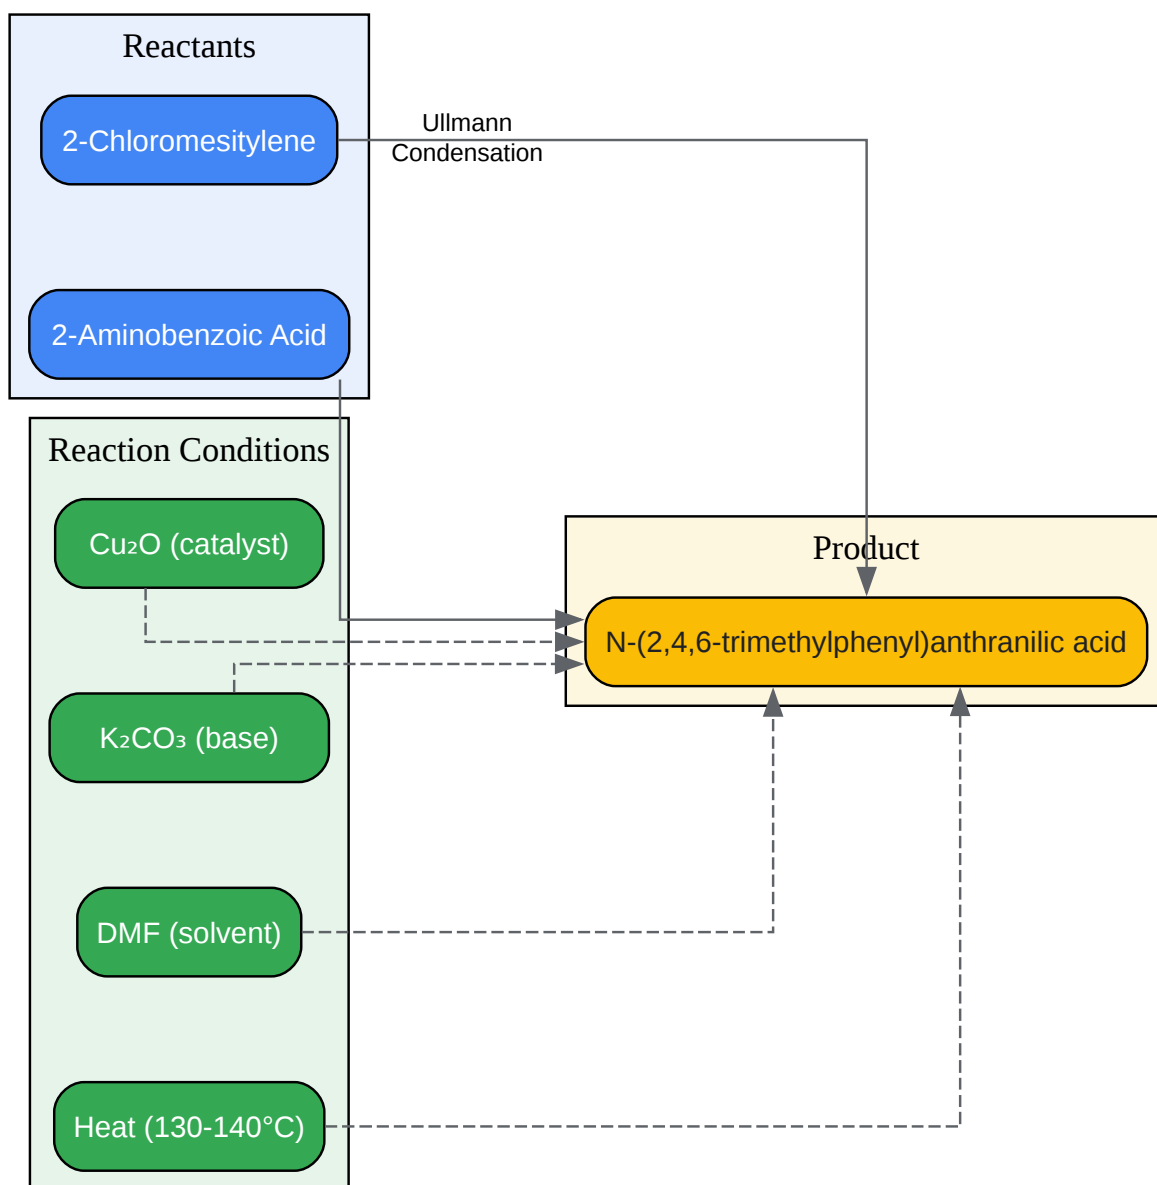 Reactants
2-Chloromesitylene
Ullmann
Condensation
2-Aminobenzoic Acid
Reaction Conditions
Cu₂O (catalyst)
Product
N-(2,4,6-trimethylphenyl)anthranilic acid
K₂CO₃ (base)
DMF (solvent)
Heat (130-140°C)